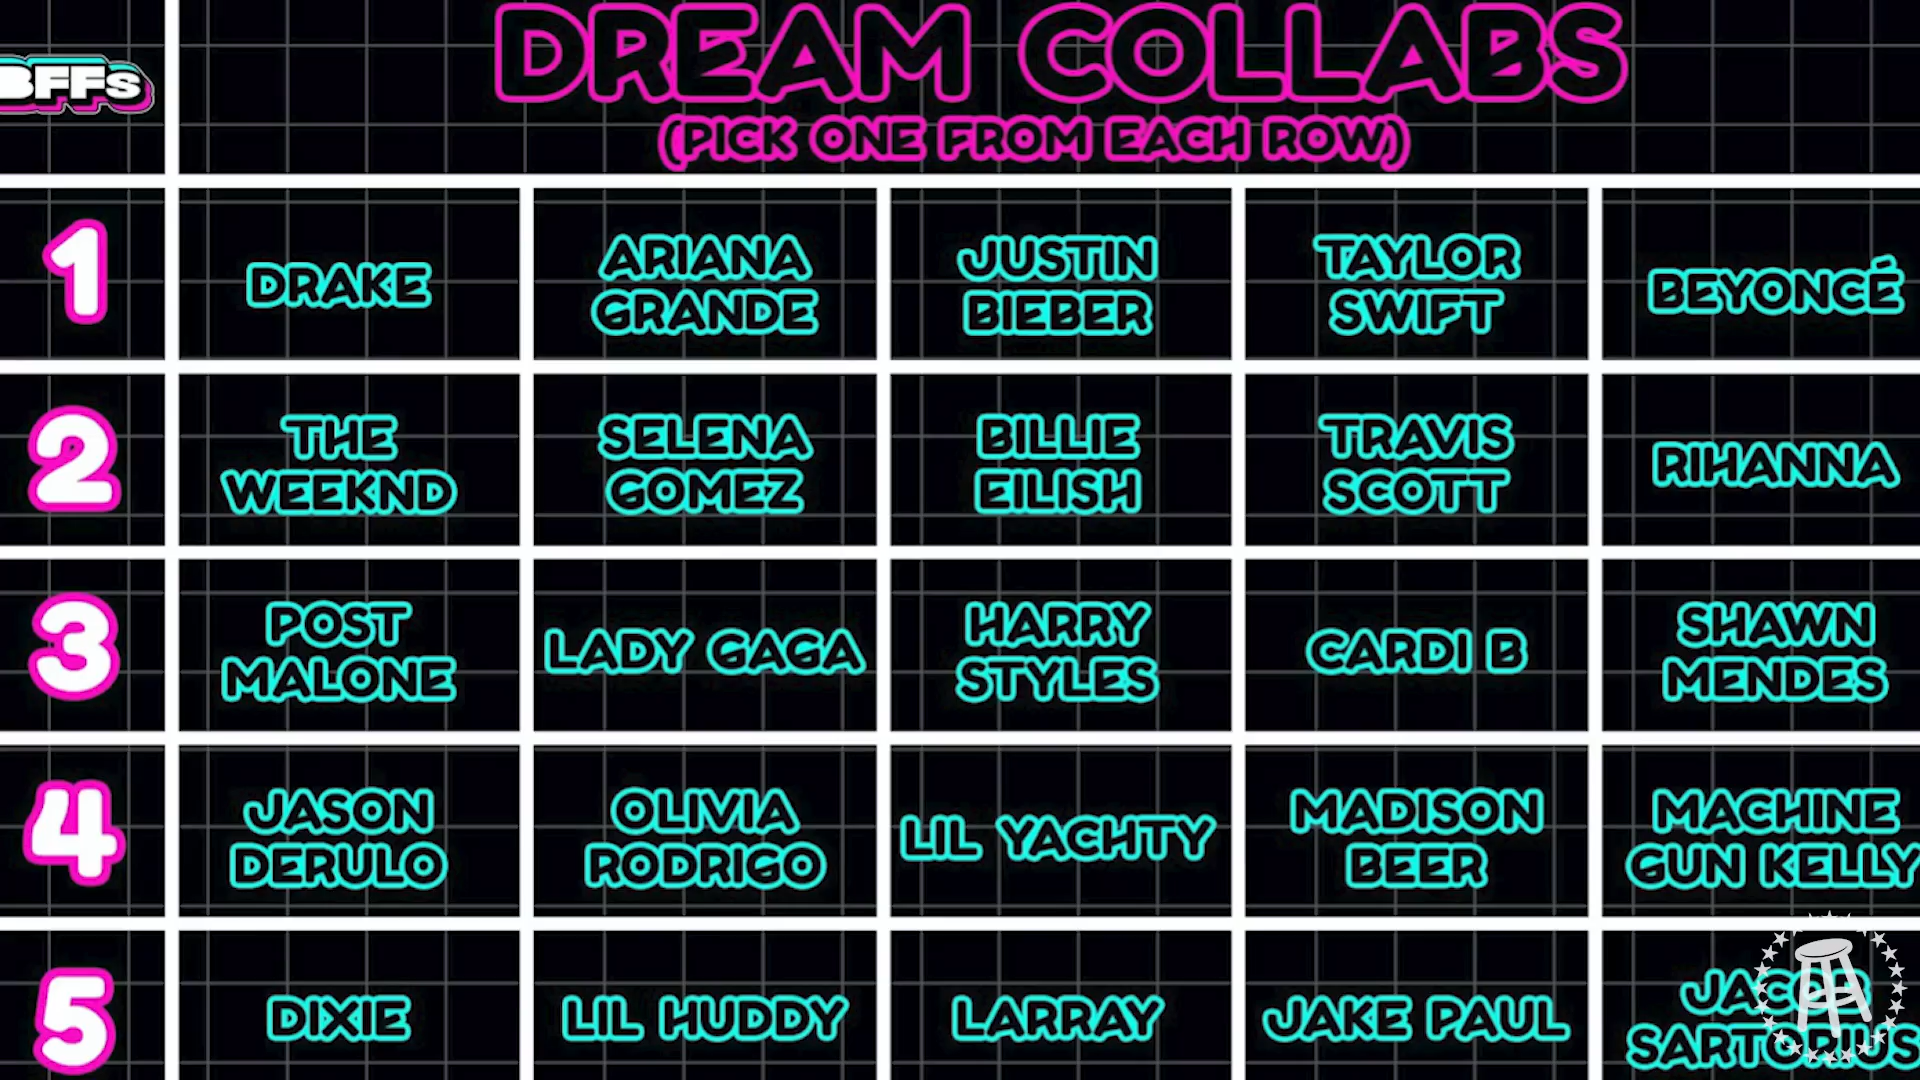 BFFs
DREAM COLLABS
(PICK ONE FROM EACH ROW)
1
DRAKE
ARIANA
GRANDE
JUSTIN
BIEBER
TAYLOR
SWIFT
BEYONCÉ
2
THE
WEEKND
SELENA
GOMEZ
BILLIE
EILISH
TRAVIS
SCOTT
RIHANNA
3
POST
MALONE
LADY GAGA
HARRY
STYLES
CARDI B
SHAWN
MENDES
4
JASON
DERULO
OLIVIA
RODRIGO
LIL YACHTY
MADISON
BEER
MACHINE
GUN KELLY
5
DIXIE
LIL HUDDY
LARRAY
JAKE PAUL
JACOB
SARTORIUS